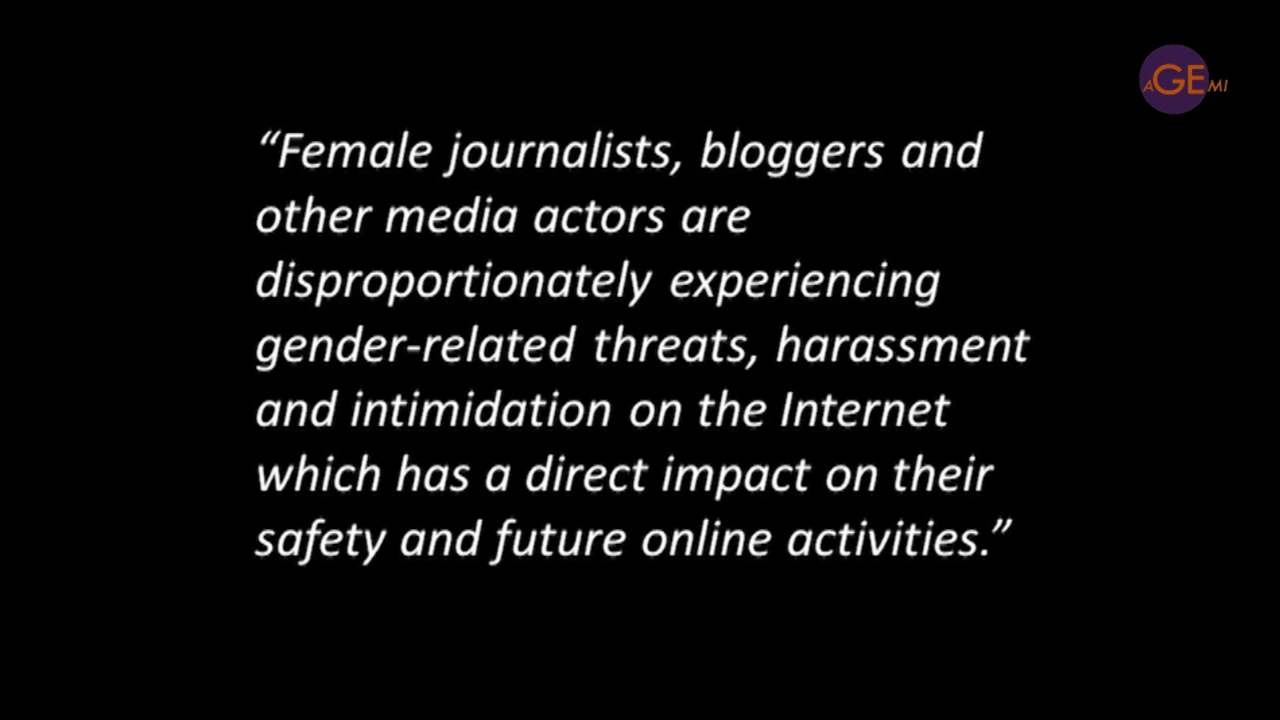 AGEMI
“Female journalists, bloggers and
other media actors are
disproportionately experiencing
gender-related threats, harassment
and intimidation on the Internet
which has a direct impact on their
safety and future online activities.”